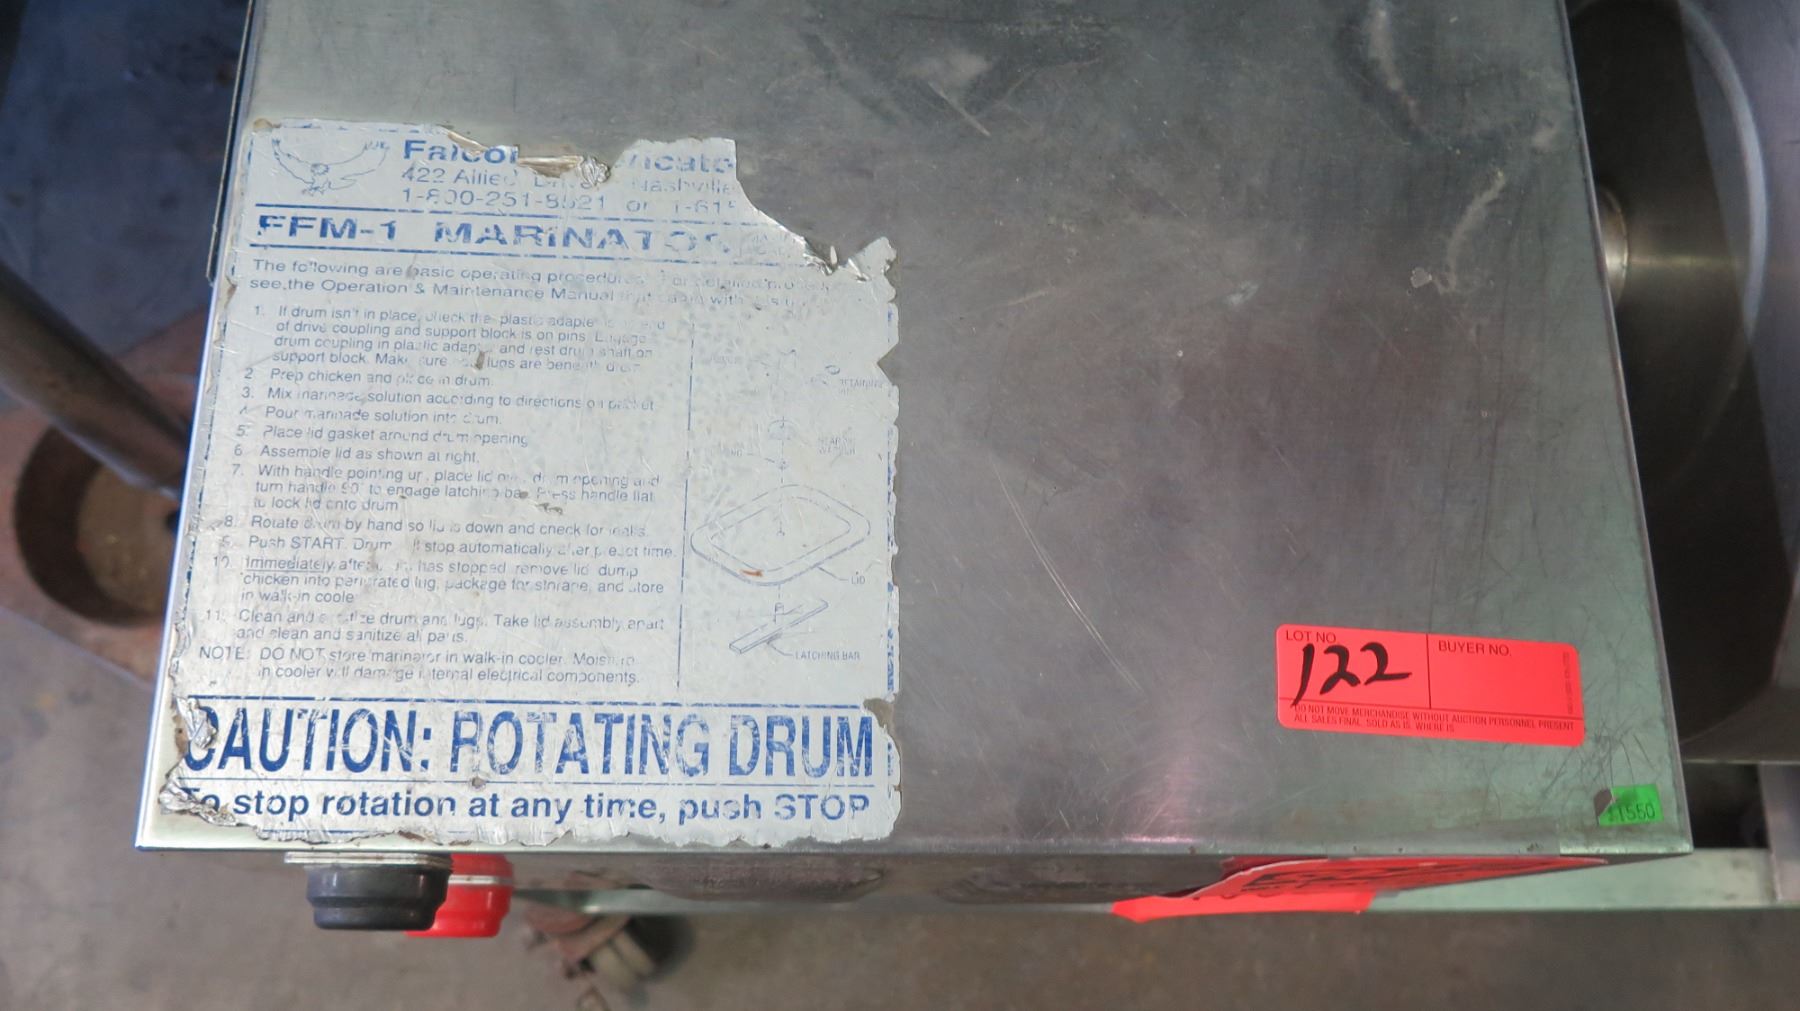 422 Allied
1-800-251-8521 or 1-615
FFM-1 MARINATOR
The following are basic operating procedures. For detailed
see the Operation & Maintenance Manual that came with
1. If drum isn't in place, check the plastic adapter
of drive coupling and support block is on pins. Engage
drum coupling in plastic adapter and rest drum shaft on
support block. Make sure lugs are beneath drum.
2 Prep chicken and place in drum.
3. Mix marinade solution according to directions on packet
4 Pour marinade solution into drum.
5. Place lid gasket around drum opening
6. Assemble lid as shown at right.
7. With handle pointing up, place lid over drum opening and
turn handle 90° to engage latching bar. Press handle flat
to lock lid onto drum
8. Rotate drum by hand so lid is down and check for leaks.
9. Push START. Drum stop automatically after preset time.
10. Immediately after has stopped remove lid dump
chicken into perforated lug, package for storage, and store
in walk-in cooler
11. Clean and sanitize drum and lugs. Take lid assembly apart
and clean and sanitize all parts.
NOTE: DO NOT store marinator in walk-in cooler. Moisture
in cooler will damage internal electrical components.
RETAINING
LID
LATCHING BAR
CAUTION: ROTATING DRUM
To stop rotation at any time, push STOP
LOT NO.
122
BUYER NO.
DO NOT MOVE MERCHANDISE WITHOUT AUCTION PERSONNEL PRESENT
ALL SALES FINAL, SOLD AS IS WHERE IS
11550